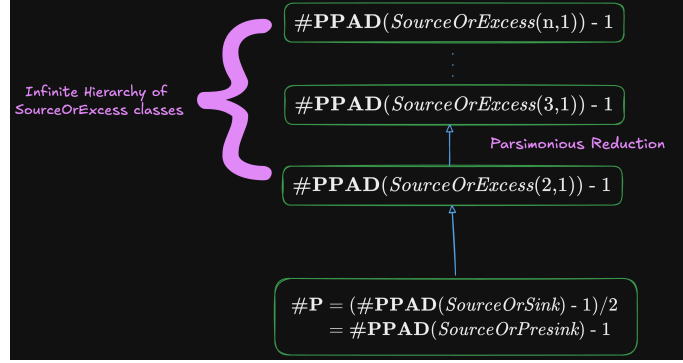 #PPAD(SourceOrExcess(n,1)) - 1
Infinite Hierarchy of
SourceOrExcess classes
#PPAD(SourceOrExcess(3,1)) - 1
Parsimonious Reduction
#PPAD(SourceOrExcess(2,1)) - 1
#P = (#PPAD(SourceOrSink) - 1)/2
= #PPAD(SourceOrPresink) - 1